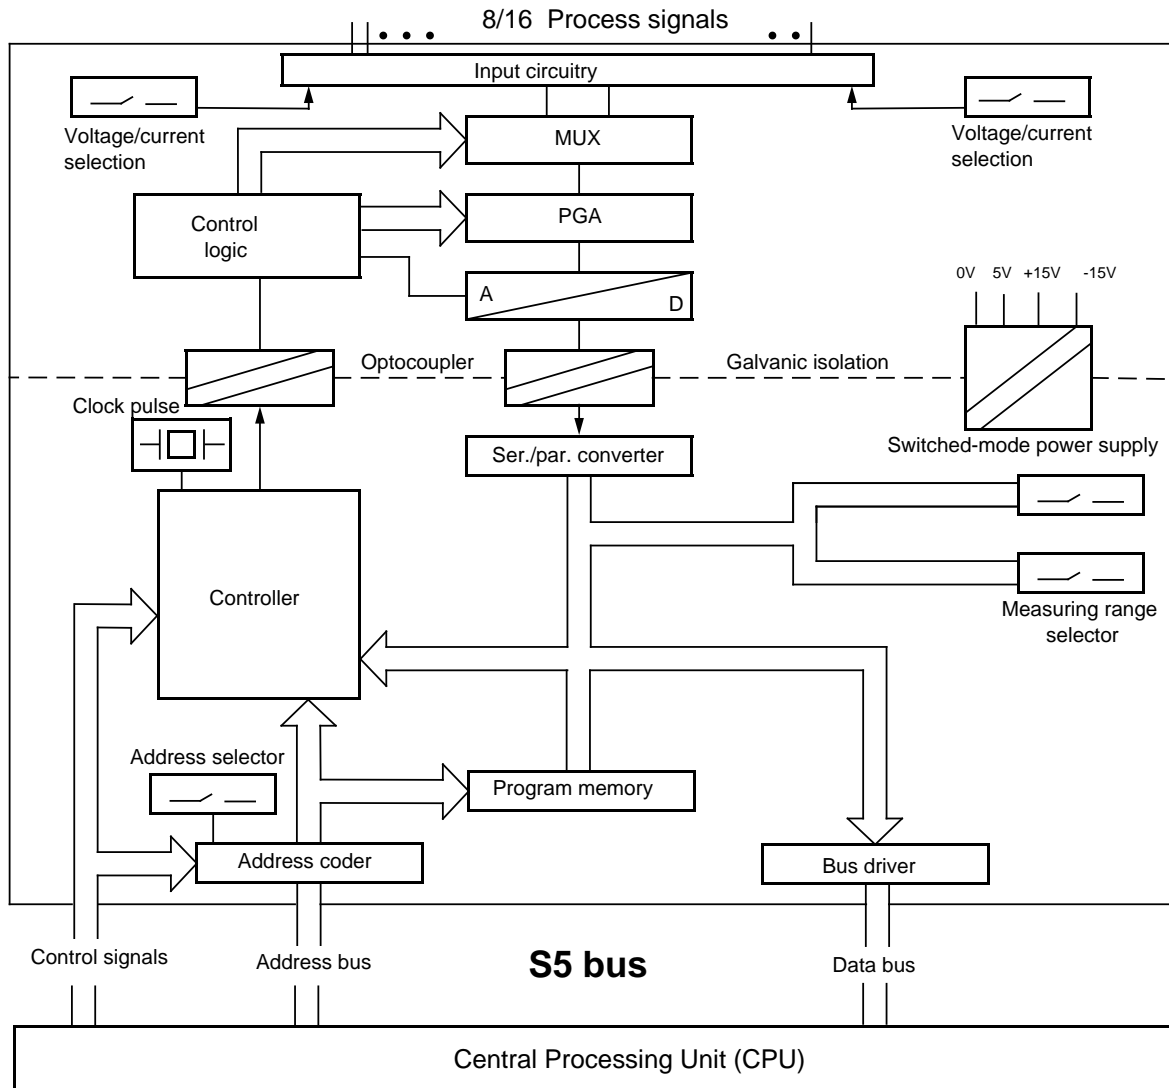 8/16 Process signals
Input circuitry
Voltage/current
selection
MUX
Voltage/current
selection
Control
logic
PGA
A
D
0V 5V +15V -15V
Optocoupler
Galvanic isolation
Clock pulse
Ser./par. converter
Switched-mode power supply
Controller
Measuring range
selector
Address selector
Program memory
Address coder
Bus driver
Control signals
Address bus
S5 bus
Data bus
Central Processing Unit (CPU)